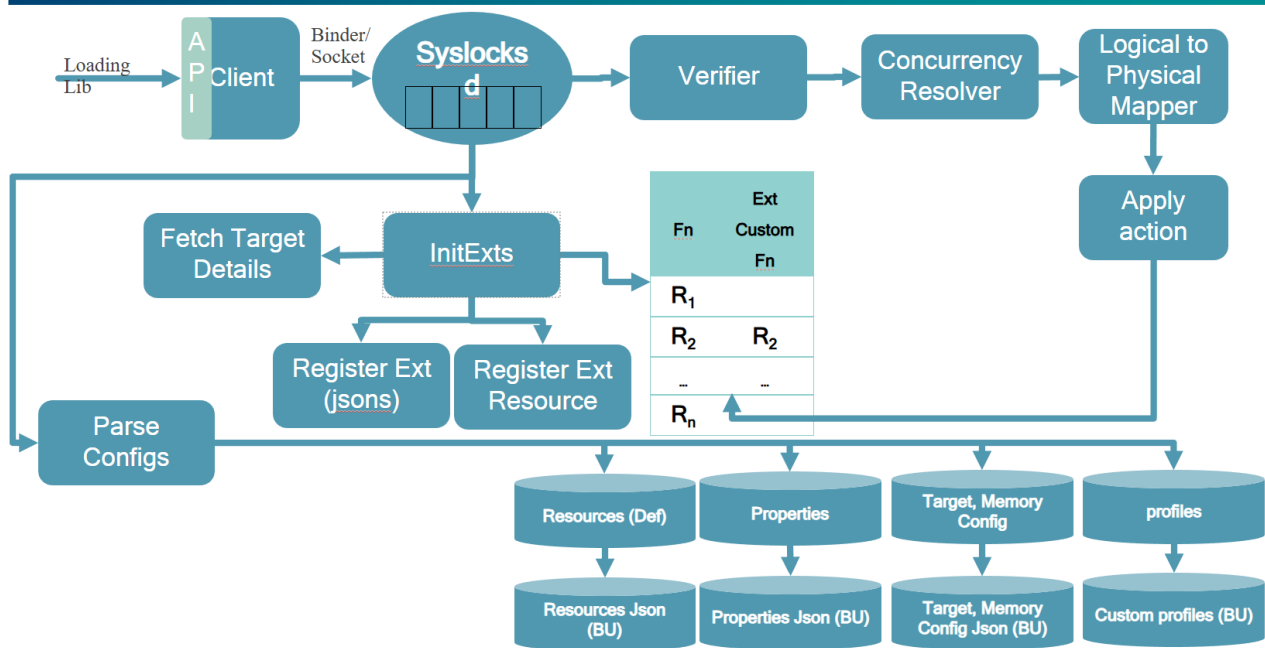 Loading
Lib
A
P
I
Client
Binder/
Socket
Syslocks
d
Verifier
Concurrency
Resolver
Logical to
Physical
Mapper
Apply
action
Fetch Target
Details
InitExts
Register Ext
(jsons)
Register Ext
Resource
Fn
Ext
Custom
Fn
R1
R2 R2
... ...
Rn
Parse
Configs
Resources (Def)
Properties
Target, Memory
Config
profiles
Resources Json
(BU)
Properties Json (BU)
Target, Memory
Config Json (BU)
Custom profiles (BU)